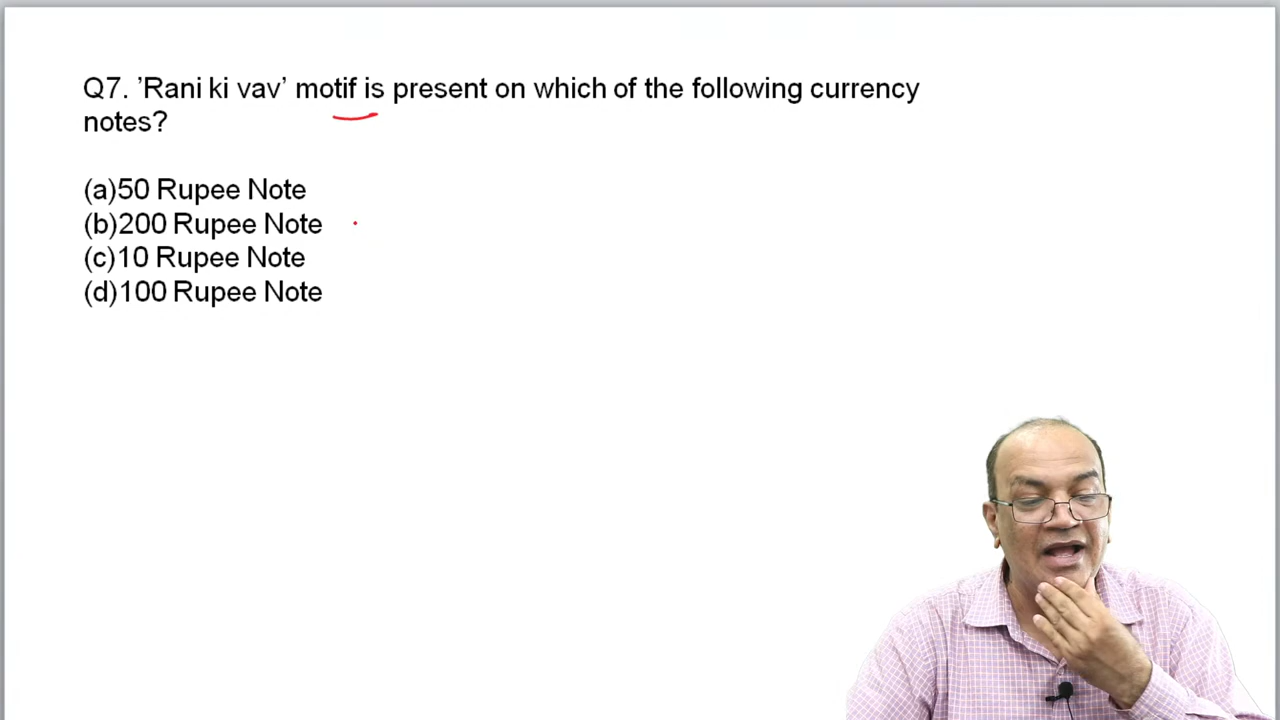 Q7. ’Rani ki vav’ motif is present on which of the following currency
notes?
(a)50 Rupee Note
(b)200 Rupee Note
(c)10 Rupee Note
(d)100 Rupee Note